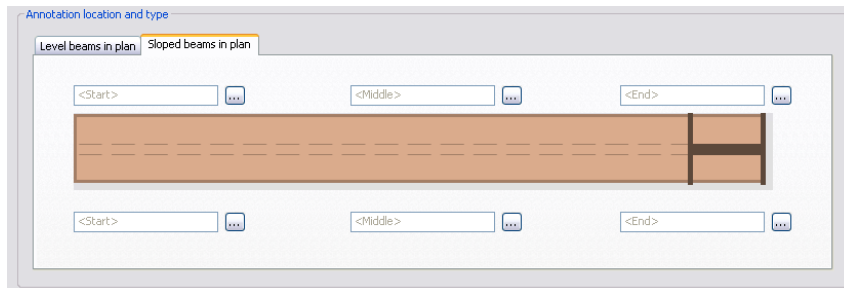 Annotation location and type
Level beams in plan Sloped beams in plan
<Start> ... <Middle> ... <End> ...
<Start> ... <Middle> ... <End> ...